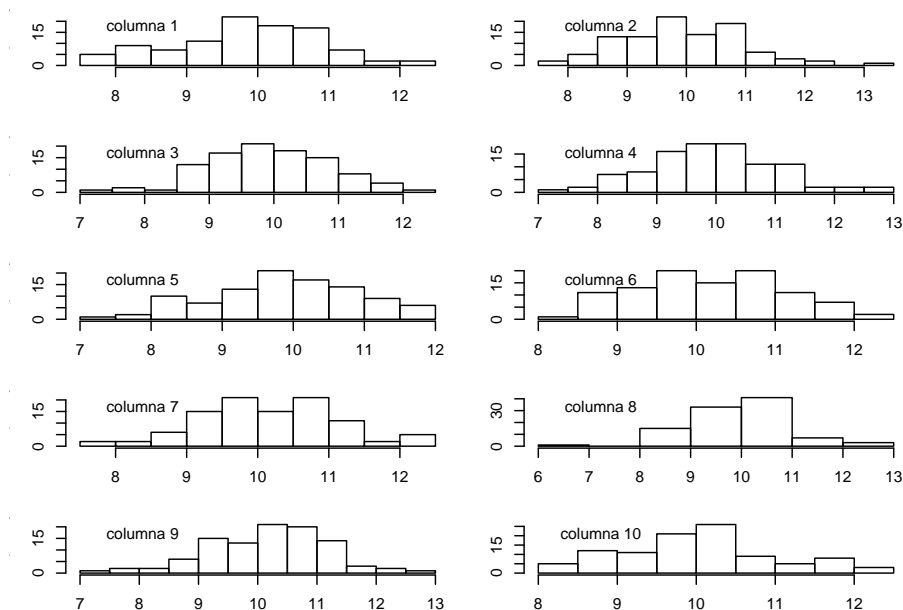 columna 1
0 15
8 9 10 11 12
columna 2
0 15
8 9 10 11 12 13
columna 3
0 15
7 8 9 10 11 12
columna 4
0 15
7 8 9 10 11 12 13
columna 5
0 15
7 8 9 10 11 12
columna 6
0 15
8 9 10 11 12
columna 7
0 15
8 9 10 11 12
columna 8
0 30
6 7 8 9 10 11 12 13
columna 9
0 15
7 8 9 10 11 12 13
columna 10
0 15
8 9 10 11 12